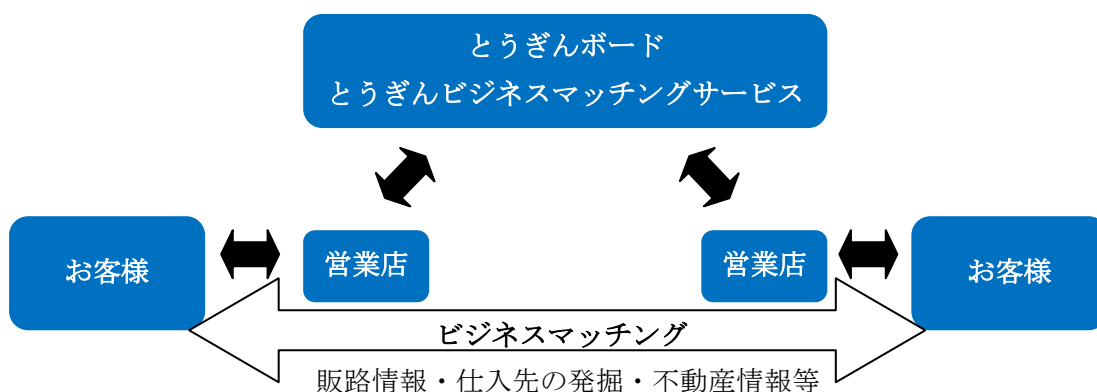 とうぎんボード
とうぎんビジネスマッチングサービス
お客様
営業店
営業店
お客様
ビジネスマッチング
販路情報・仕入先の発掘・不動産情報等